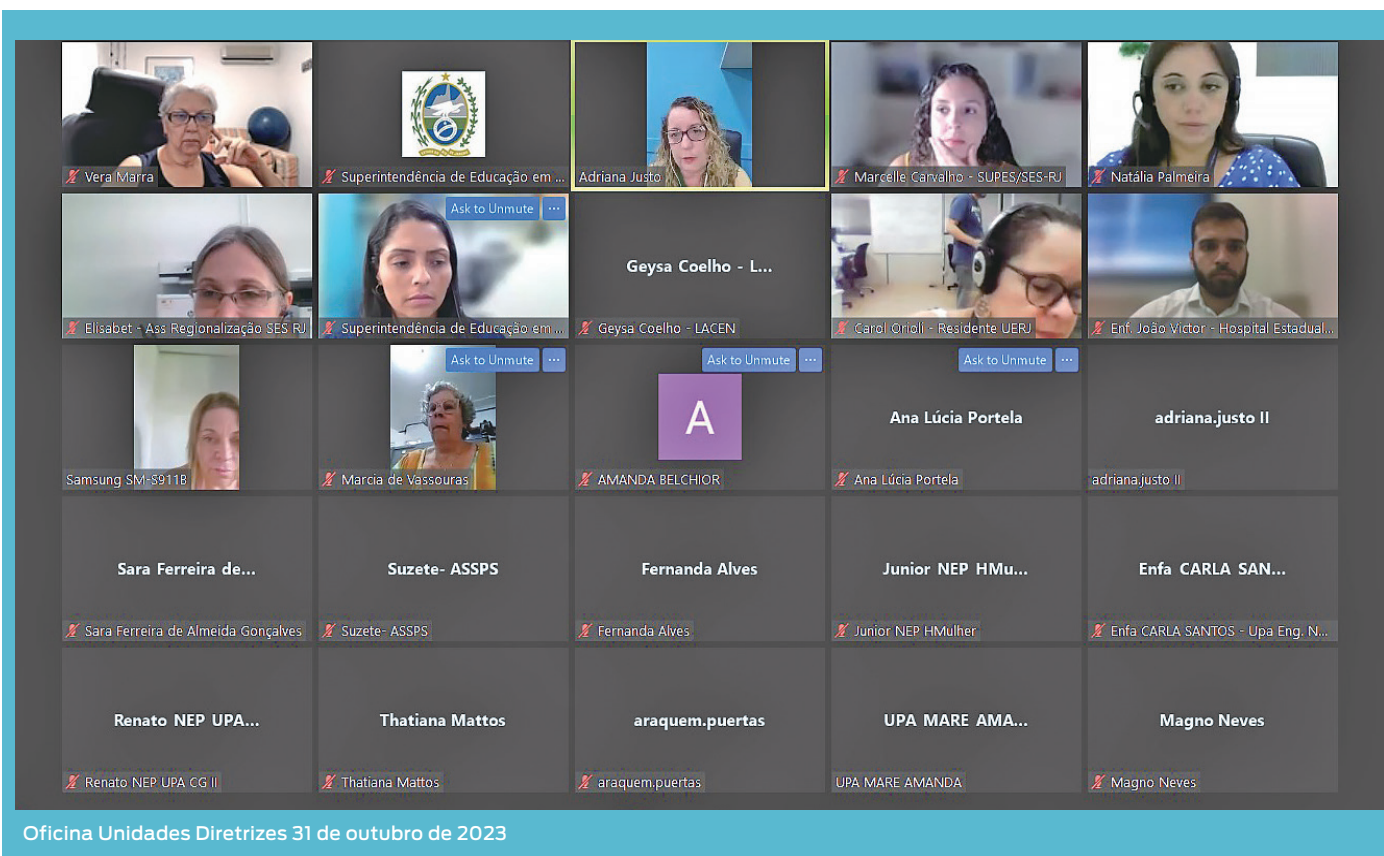 Vera Marra
Superintendência de Educação em ...
Adriana Justo
Marcelle Carvalho - SUPES/SES-RJ
Natália Palmeira
Ask to Unmute ...
Geysa Coelho - L...
Elisabet - Ass Regionalização SES RJ
Superintendência de Educação em ...
Geysa Coelho - LACEN
Carol Orioli - Residente UERJ
Enf. João Victor - Hospital Estadual...
Ask to Unmute ...
Ask to Unmute ...
Ask to Unmute ...
A
Ana Lúcia Portela
adriana.justo II
Samsung SM-S911B
Marcia de Vassouras
AMANDA BELCHIOR
Ana Lúcia Portela
adriana.justo II
Sara Ferreira de...
Suzete- ASSPS
Fernanda Alves
Junior NEP HMu...
Enfa CARLA SAN...
Sara Ferreira de Almeida Gonçalves
Suzete- ASSPS
Fernanda Alves
Junior NEP HMulher
Enfa CARLA SANTOS - Upa Eng. N...
Renato NEP UPA...
Thatiana Mattos
araquem.puertas
UPA MARE AMA...
Magno Neves
Renato NEP UPA CG II
Thatiana Mattos
araquem.puertas
UPA MARE AMANDA
Magno Neves
Oficina Unidades Diretrizes 31 de outubro de 2023